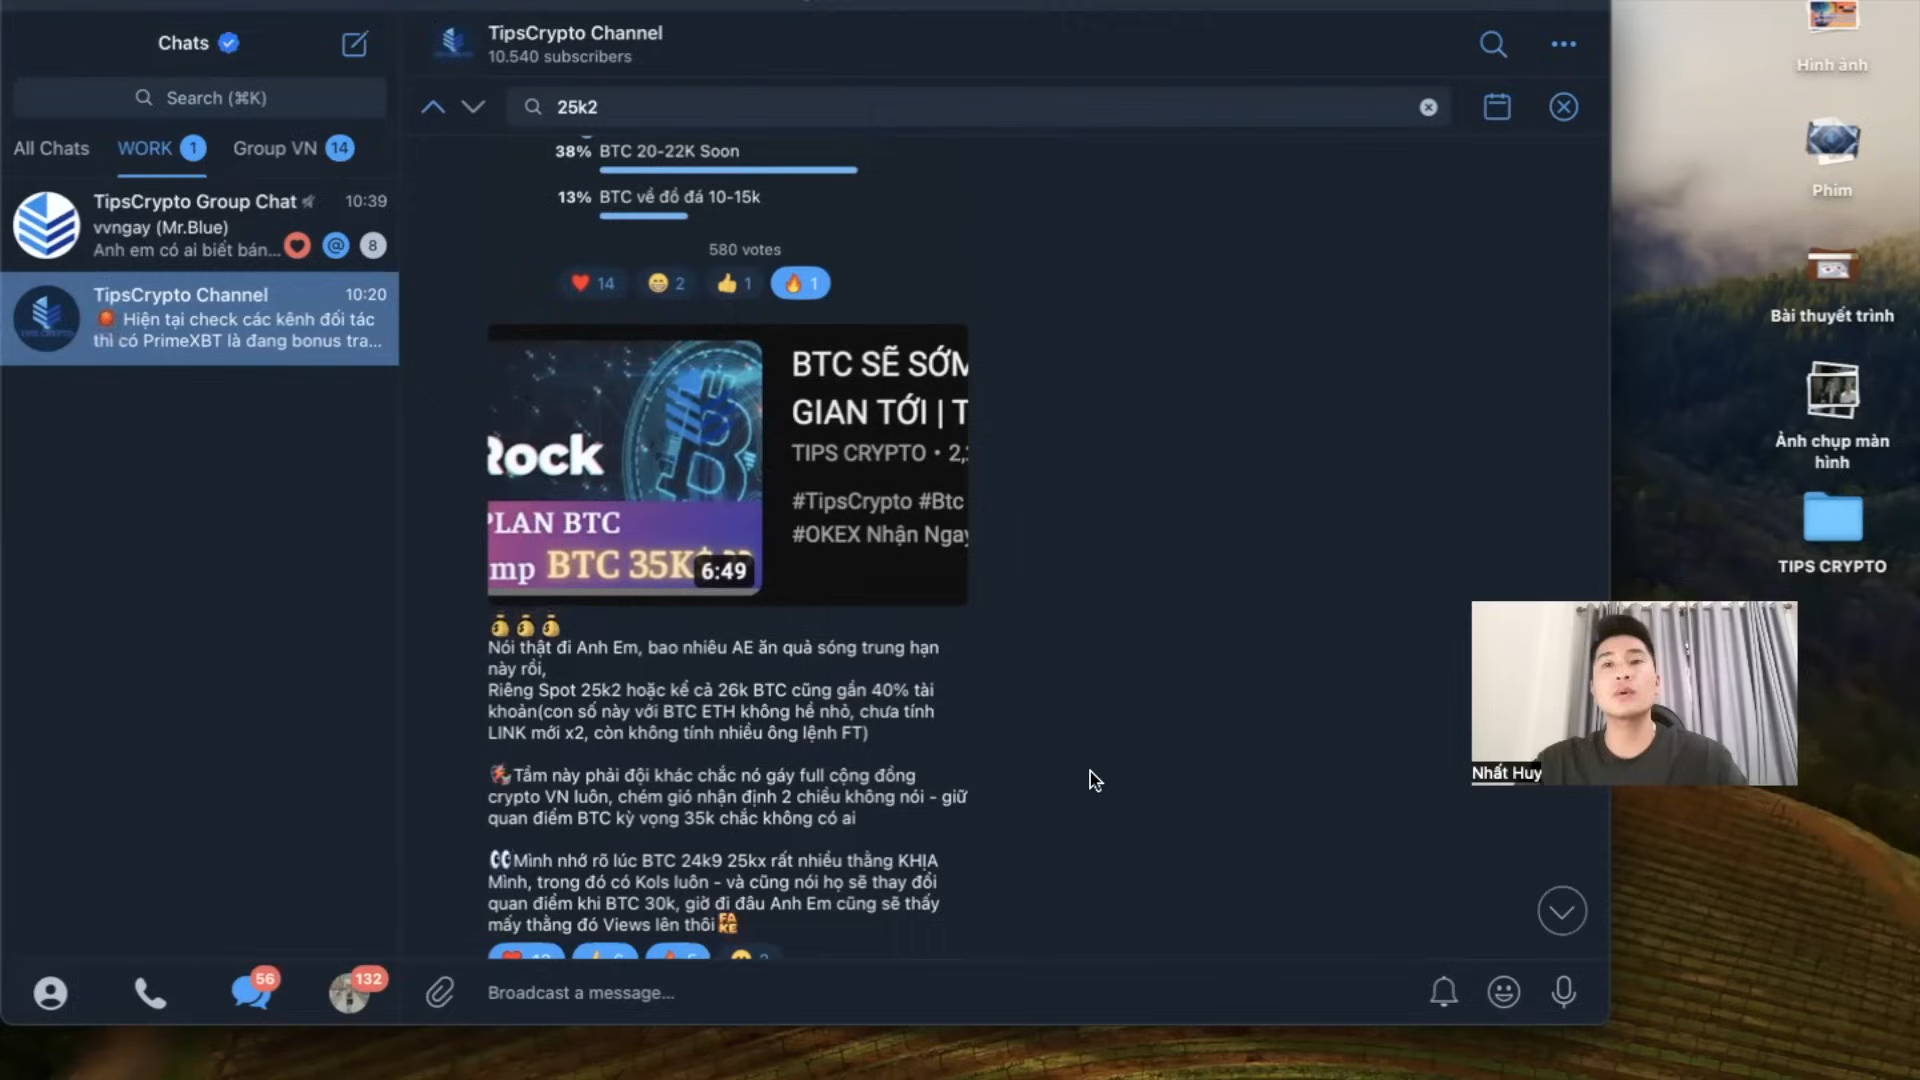 Chats
Search (⌘K)
All Chats
WORK 1
Group VN 14
TipsCrypto Group Chat 10:39
vvngay (Mr.Blue)
Anh em có ai biết bán... @ 8
TipsCrypto Channel 10:20
Hiện tại check các kênh đối tác
thì có PrimeXBT là đang bonus tra...
56
132
TipsCrypto Channel
10.540 subscribers
25k2
38% BTC 20-22K Soon
13% BTC về đồ đá 10-15k
580 votes
❤️ 14 😁 2 👍 1 🔥 1
Rock
PLAN BTC
mp BTC 35K$ ??
6:49
BTC SẼ SỚM
GIAN TỚI | T
TIPS CRYPTO • 2,
#TipsCrypto #Btc
#OKEX Nhận Ngay
💰💰💰
Nói thật đi Anh Em, bao nhiêu AE ăn quả sóng trung hạn
này rồi,
Riêng Spot 25k2 hoặc kể cả 26k BTC cũng gần 40% tài
khoản(con số này với BTC ETH không hề nhỏ, chưa tính
LINK mới x2, còn không tính nhiều ông lệnh FT)
Tầm này phải đội khác chắc nó gáy full cộng đồng
crypto VN luôn, chém gió nhận định 2 chiều không nói - giữ
quan điểm BTC kỳ vọng 35k chắc không có ai
👀Mình nhớ rõ lúc BTC 24k9 25kx rất nhiều thằng KHỊA
Mình, trong đó có Kols luôn - và cũng nói họ sẽ thay đổi
quan điểm khi BTC 30k, giờ đi đâu Anh Em cũng sẽ thấy
mấy thằng đó Views lên thôi FAKE
Broadcast a message...
Hình ảnh
Phim
Bài thuyết trình
Ảnh chụp màn
hình
TIPS CRYPTO
Nhất Huy